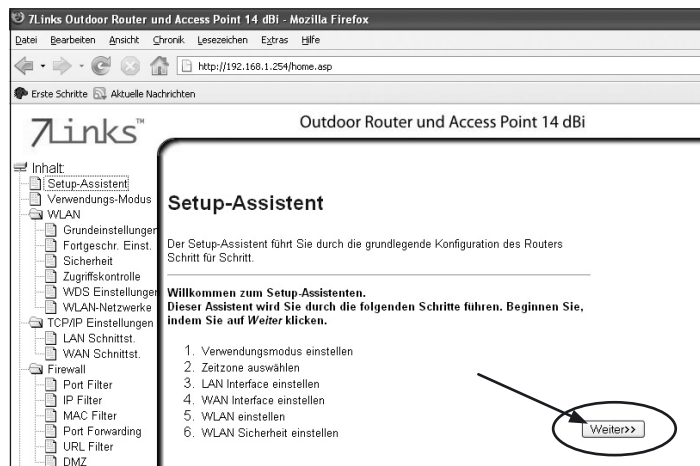 7Links Outdoor Router und Access Point 14 dBi - Mozilla Firefox
Datei Bearbeiten Ansicht Chronik Lesezeichen Extras Hilfe
http://192.168.1.254/home.asp
Erste Schritte Aktuelle Nachrichten
7Links™
Outdoor Router und Access Point 14 dBi
Inhalt:
Setup-Assistent
Verwendungs-Modus
WLAN
Grundeinstellungen
Fortgeschr. Einst.
Sicherheit
Zugriffskontrolle
WDS Einstellunger
WLAN-Netzwerke
TCP/IP Einstellungen
LAN Schnittst.
WAN Schnittst.
Firewall
Port Filter
IP Filter
MAC Filter
Port Forwarding
URL Filter
DMZ
Setup-Assistent
Der Setup-Assistent führt Sie durch die grundlegende Konfiguration des Routers
Schritt für Schritt.
Willkommen zum Setup-Assistenten.
Dieser Assistent wird Sie durch die folgenden Schritte führen. Beginnen Sie,
indem Sie auf Weiter klicken.
1. Verwendungsmodus einstellen
2. Zeitzone auswählen
3. LAN Interface einstellen
4. WAN Interface einstellen
5. WLAN einstellen
6. WLAN Sicherheit einstellen
Weiter>>